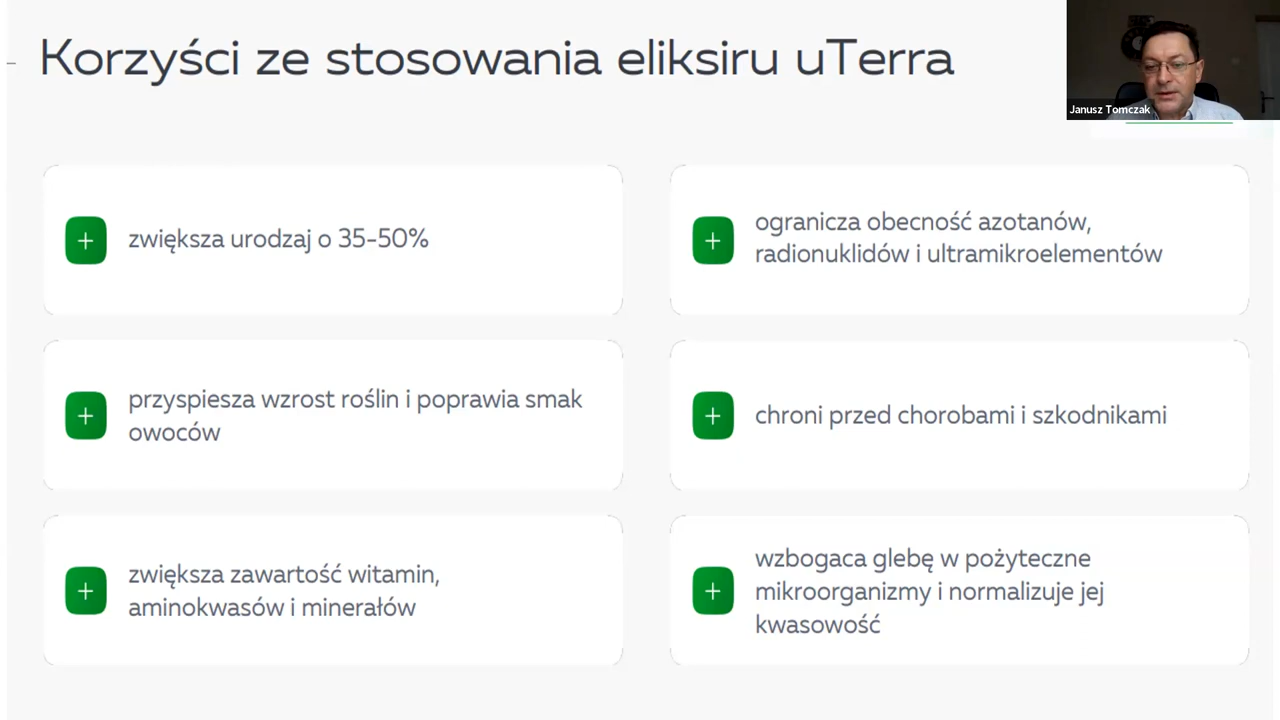 Korzyści ze stosowania eliksiru uTerra
Janusz Tomczak
zwiększa urodzaj o 35-50%
ogranicza obecność azotanów,
radionuklidów i ultramikroelementów
przyspiesza wzrost roślin i poprawia smak
owoców
chroni przed chorobami i szkodnikami
zwiększa zawartość witamin,
aminokwasów i minerałów
wzbogaca glebę w pożyteczne
mikroorganizmy i normalizuje jej
kwasowość